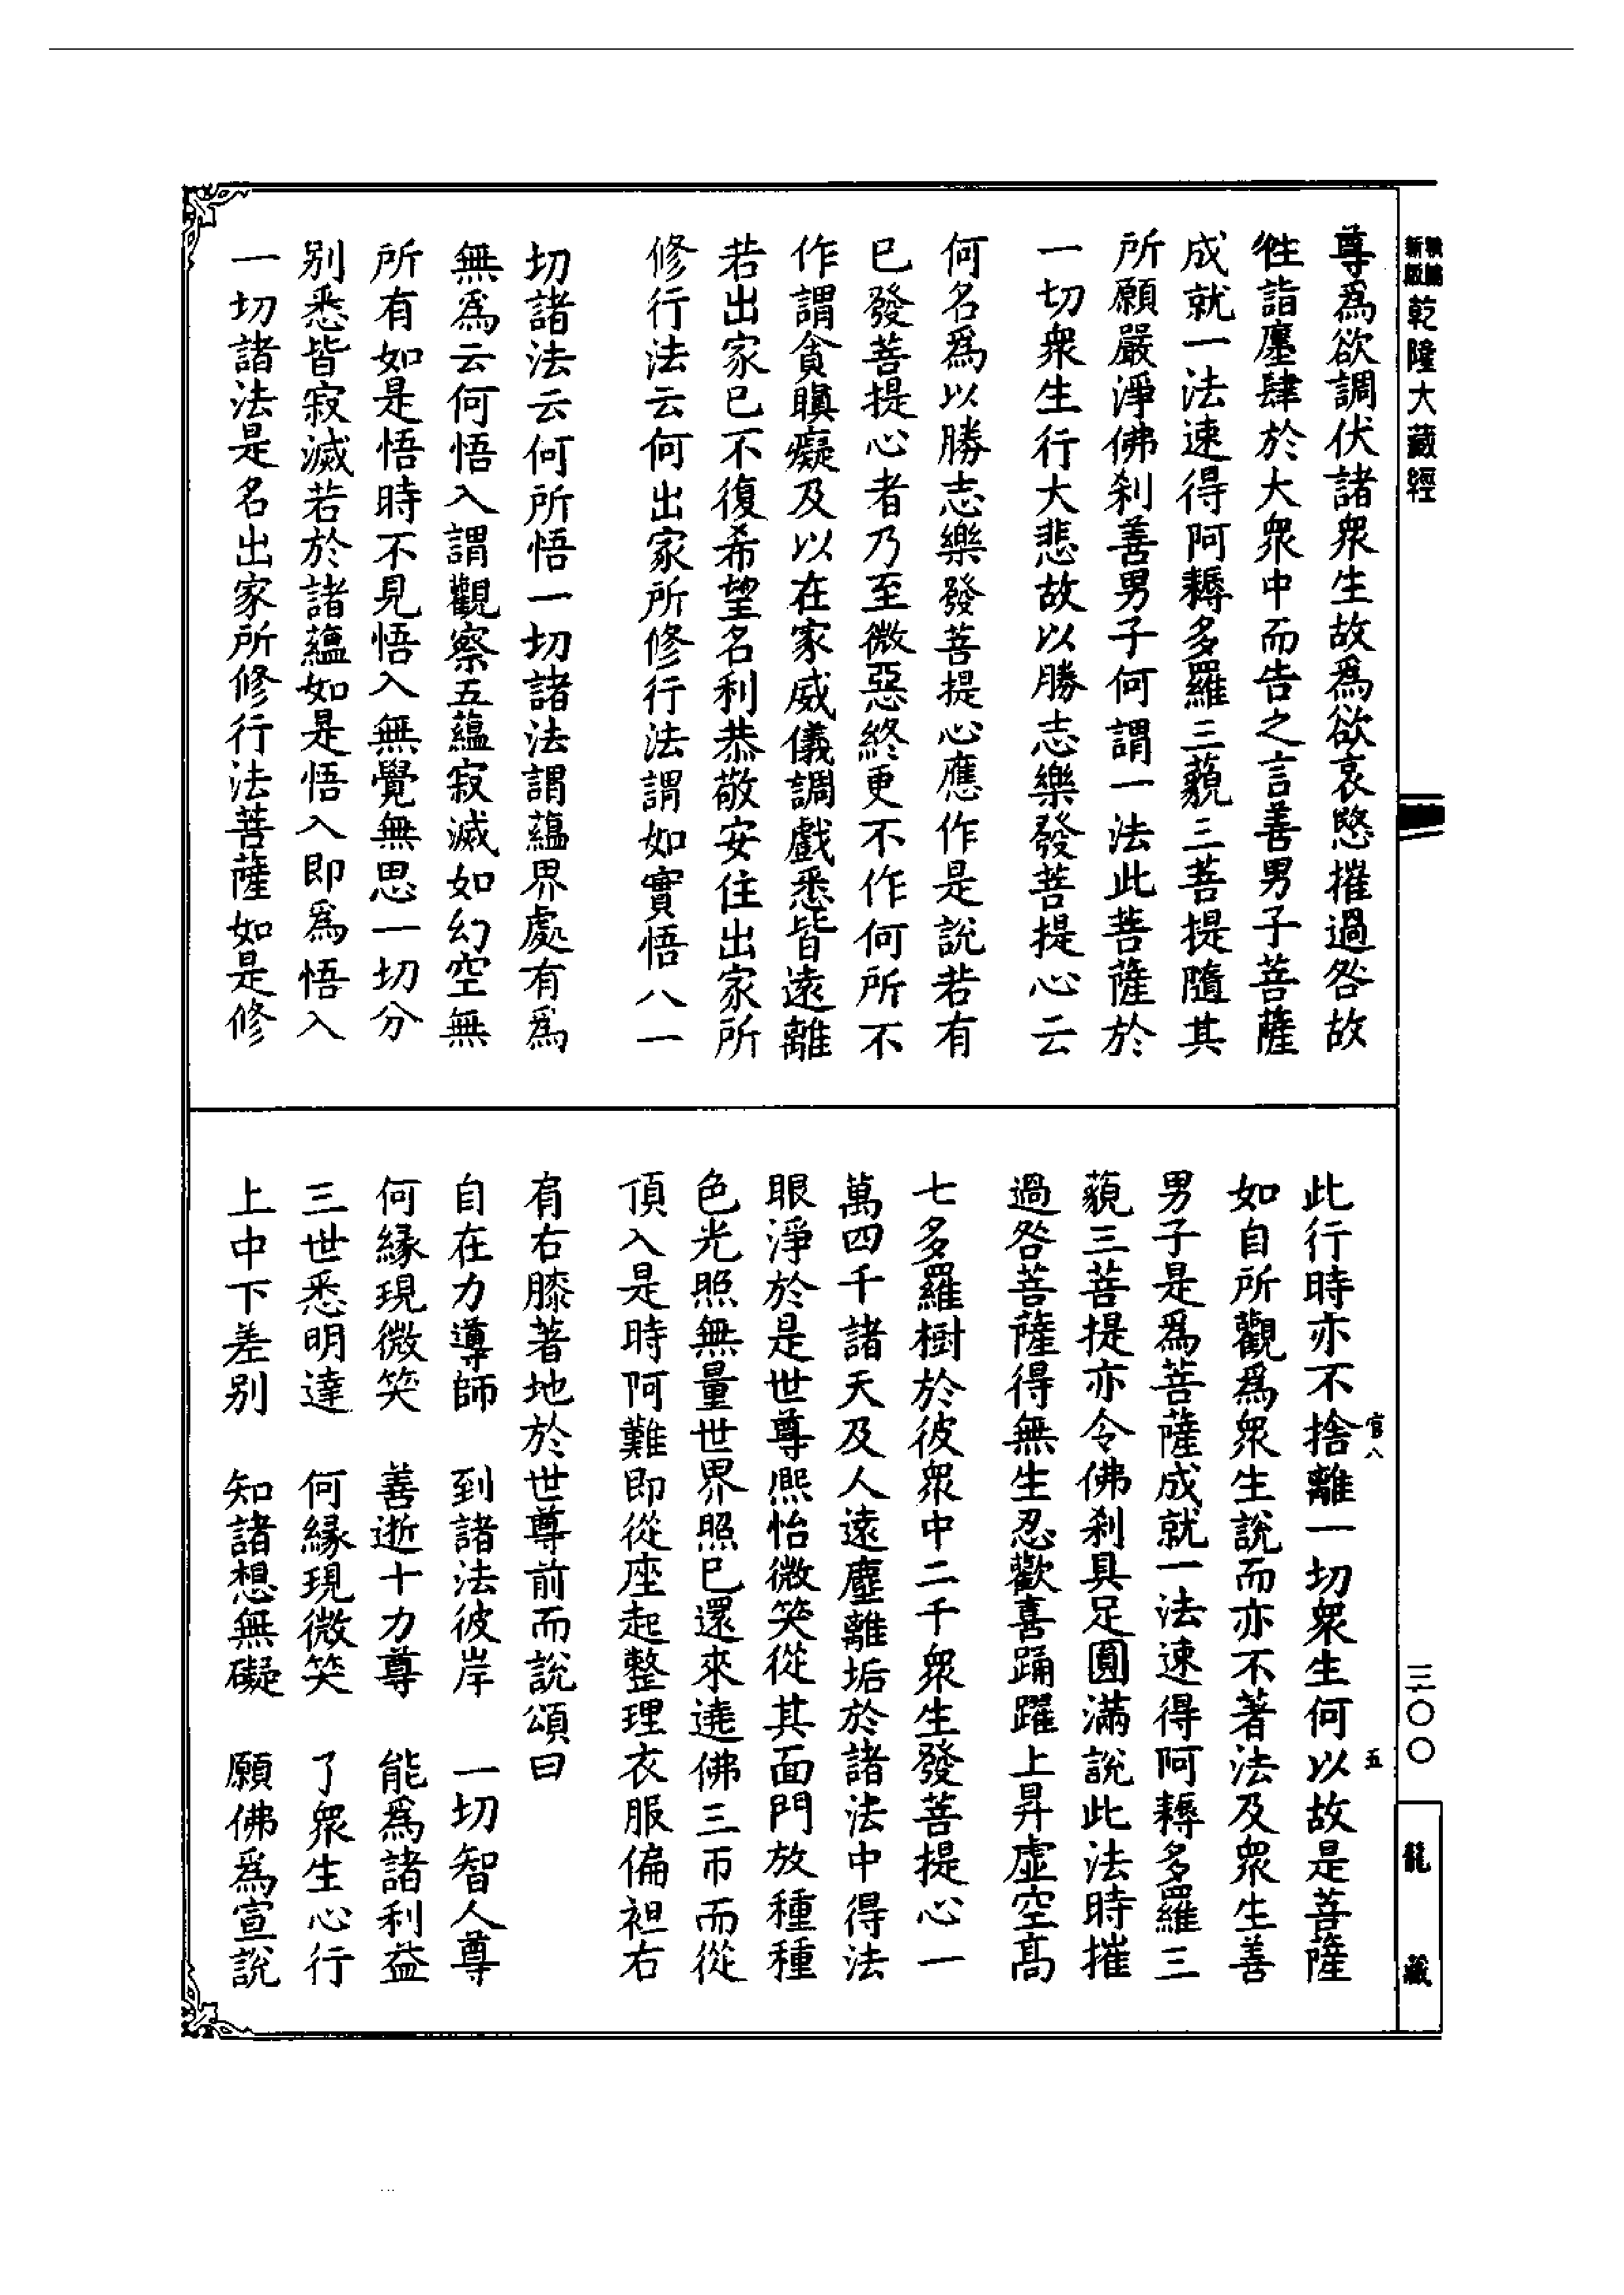 新編縮版乾隆大藏經
尊爲欲調伏諸衆生故爲欲哀愍摧過咎故
徃詣廛肆於大衆中而告之言善男子菩薩
成就一法速得阿耨多羅三藐三菩提隨其
所願嚴淨佛刹善男子何謂一法此菩薩於
一切衆生行大悲故以勝志樂發菩提心云
何名爲以勝志樂發菩提心應作是說若有
已發菩提心者乃至微惡終更不作何所不
作謂貪瞋癡及以在家威儀調戲悉皆遠離
若出家已不復希望名利恭敬安住出家所
修行法云何出家所修行法謂如實悟八一
切諸法云何所悟一切諸法謂蘊界處有爲
無爲云何悟入謂觀察五蘊寂滅如幻空無
所有如是悟時不見悟入無覺無思一切分
别悉皆寂滅若於諸蘊如是悟入即爲悟入
一切諸法是名出家所修行法菩薩如是修
此行時亦不捨離一切衆生何以故是菩薩
如自所觀爲衆生說而亦不著法及衆生善
男子是爲菩薩成就一法速得阿耨多羅三
藐三菩提亦令佛刹具足圓滿說此法時摧
過咎菩薩得無生忍歡喜踊躍上昇虚空高
七多羅樹於彼衆中二千衆生發菩提心一
萬四千諸天及人遠塵離垢於諸法中得法
眼淨於是世尊熈怡微笑從其面門放種種
色光照無量世界照已還來遶佛三帀而從
頂入是時阿難即從座起整理衣服偏袒右
肩右膝著地於世尊前而說頌曰
自在力導師　到諸法彼岸　一切智人尊
何緣現微笑　善逝十力尊　能爲諸利益
三世悉明達　何緣現微笑　了衆生心行
上中下差别　知諸想無礙　願佛爲宣說
官八
五
三〇〇
龍藏